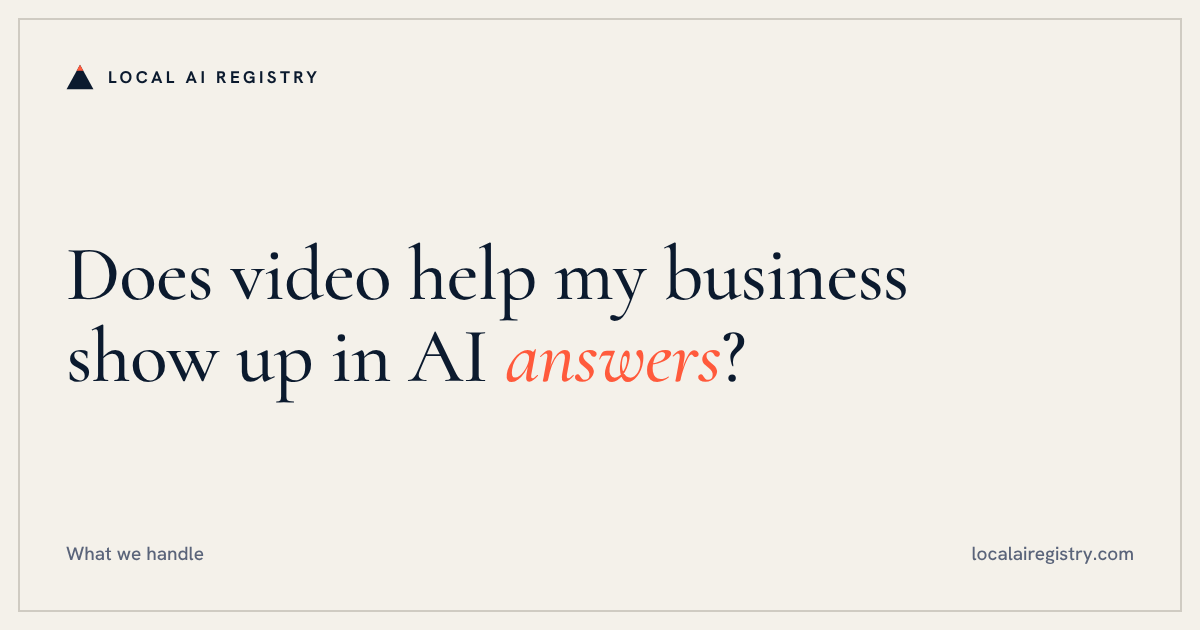 LOCAL AI REGISTRY
Does video help my business
show up in AI answers?
What we handle
localairegistry.com